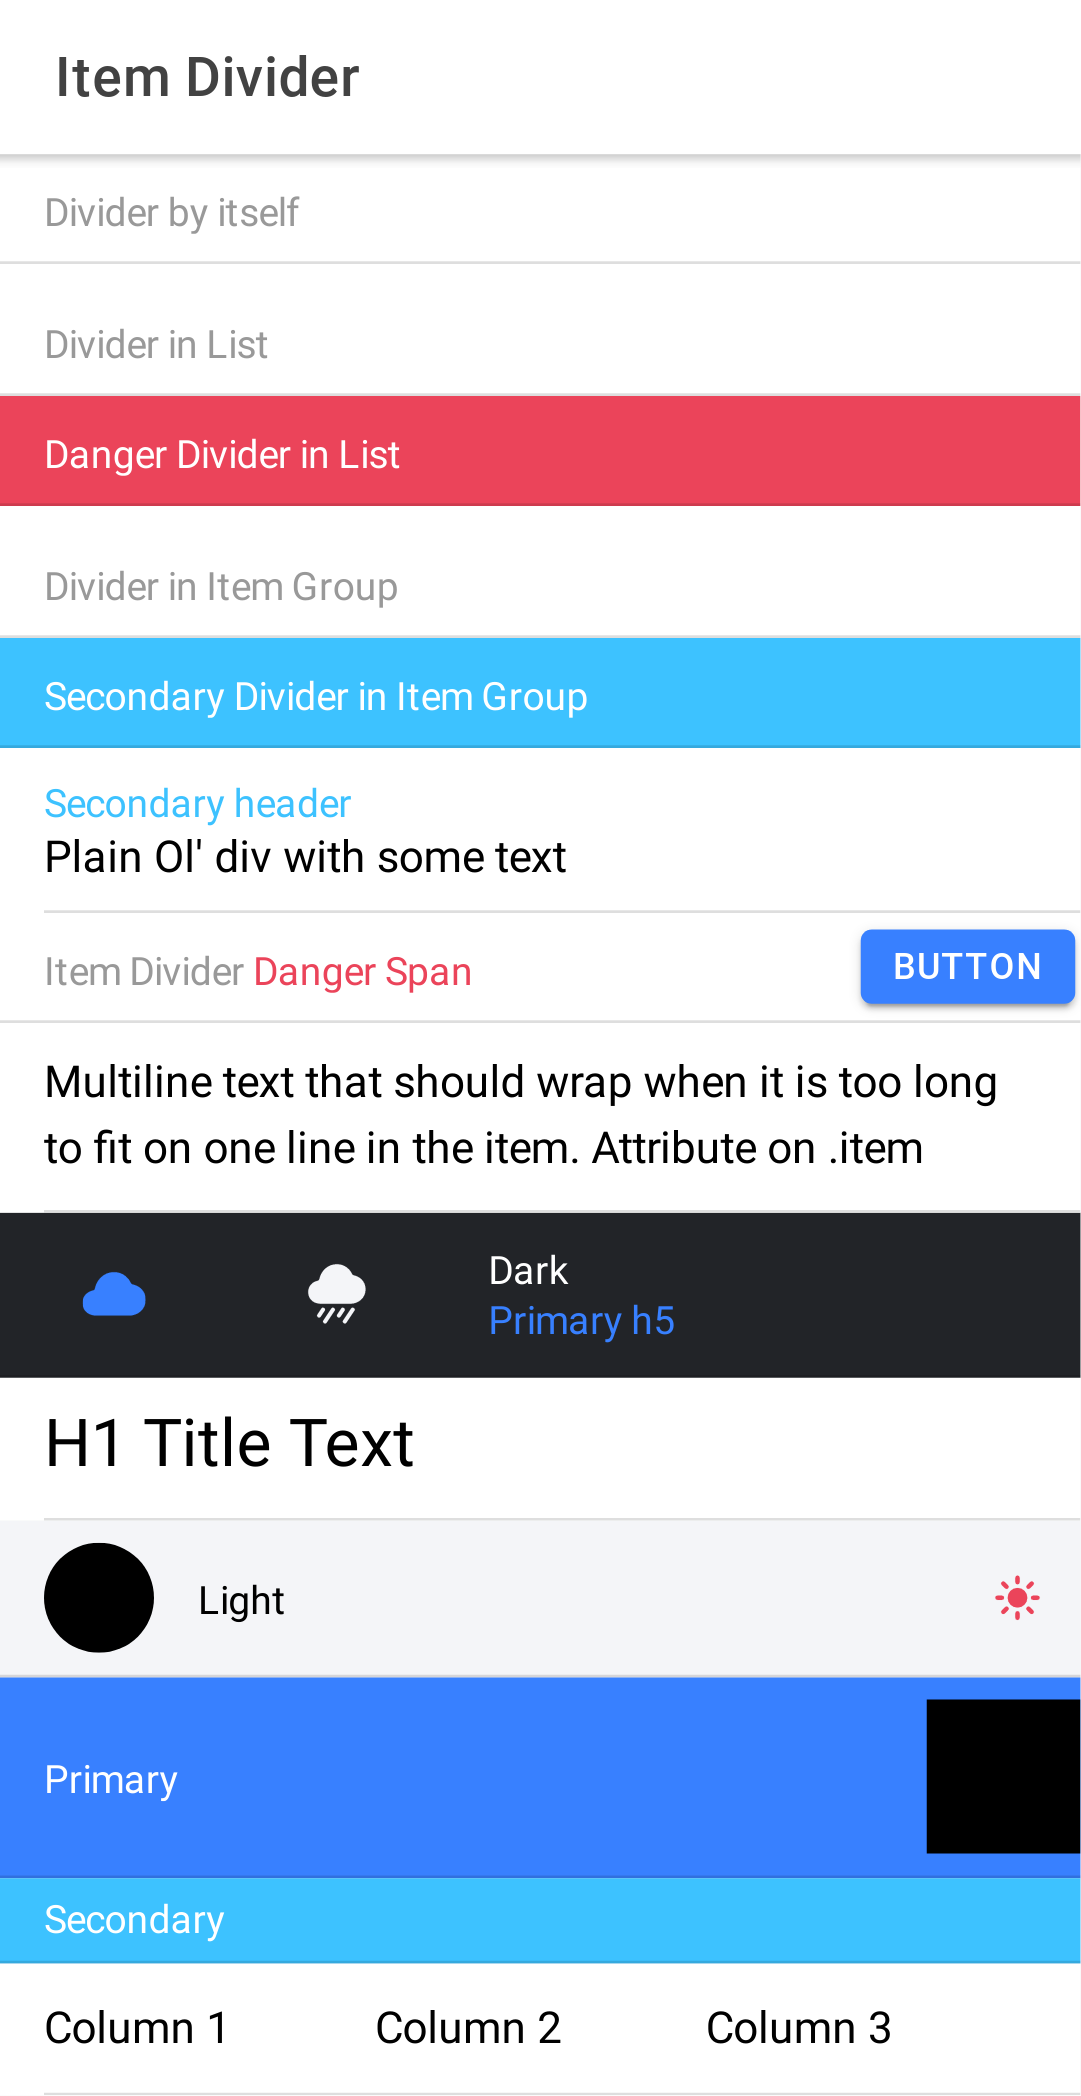 Item Divider
Divider by itself
Divider in List
Danger Divider in List
Divider in Item Group
Secondary Divider in Item Group
Secondary header
Plain Ol' div with some text
Item Divider Danger Span BUTTON
Multiline text that should wrap when it is too long
to fit on one line in the item. Attribute on .item
Dark
Primary h5
H1 Title Text
Light
Primary
Secondary
Column 1 Column 2 Column 3